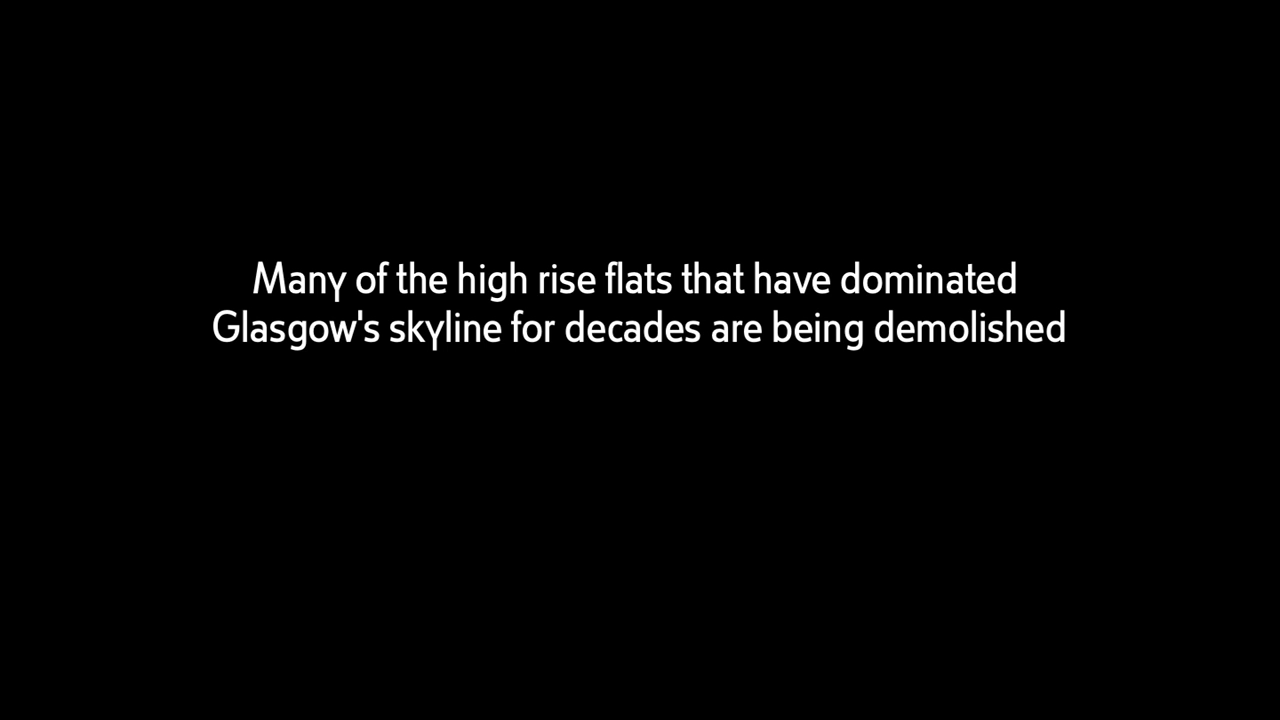 Many of the high rise flats that have dominated
Glasgow's skyline for decades are being demolished